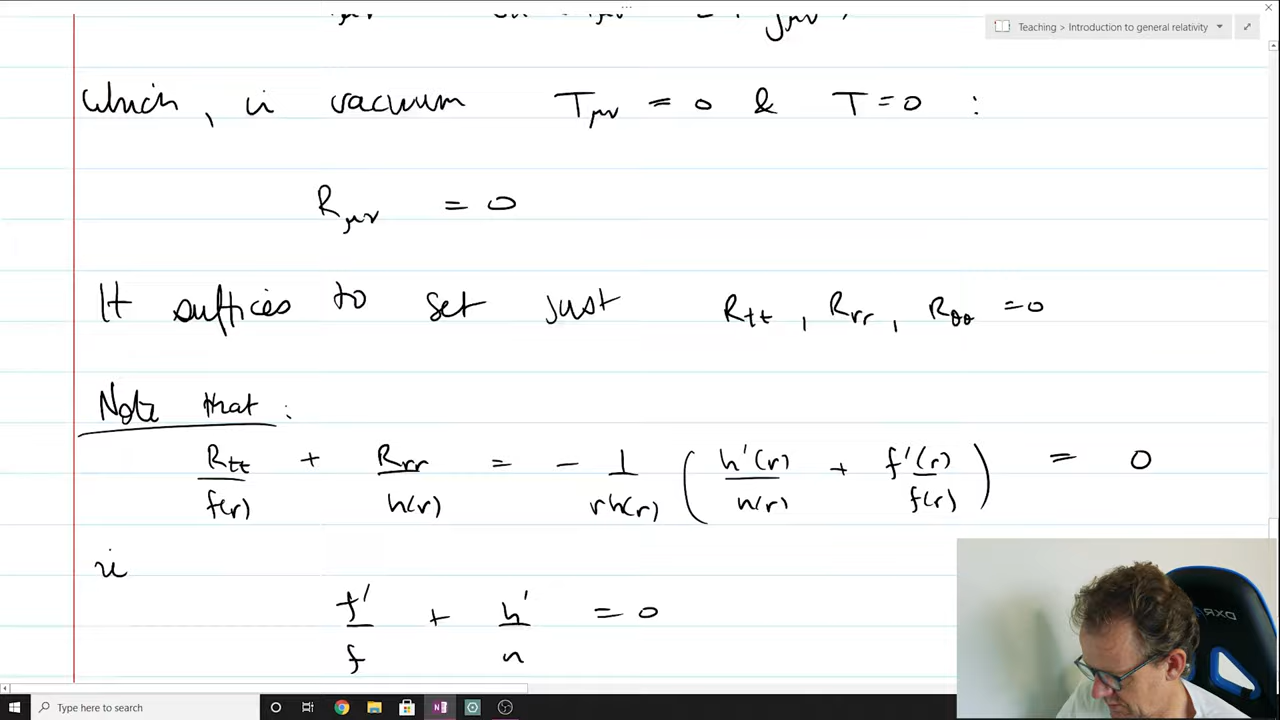 Teaching > Introduction to general relativity
which, in vacuum T_μν = 0 & T = 0 :
R_μν = 0
It suffices to set just R_tt , R_rr , R_θθ = 0
Note that :
R_tt/f(r) + R_rr/h(r) = - 1/(r h(r)) ( h'(r)/h(r) + f'(r)/f(r) ) = 0
ie
f'/f + h'/h = 0
DXR
Type here to search